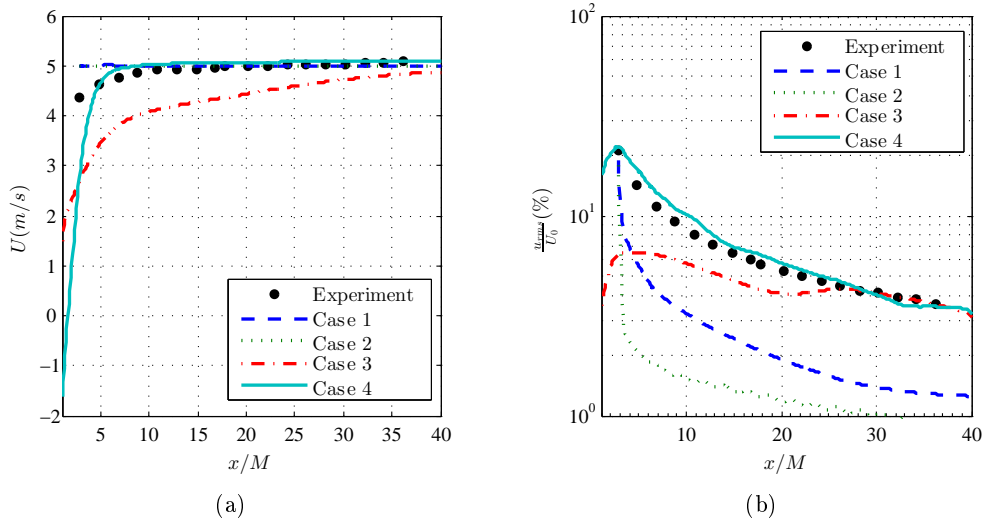 6
5
4
3
2
1
0
−1
−2
5
10
15
20
25
30
35
40
U(m/s)
x/M
Experiment
Case 1
Case 2
Case 3
Case 4
(a)
10^2
10^1
10^0
10
20
30
40
u_rms/U_0(%)
x/M
Experiment
Case 1
Case 2
Case 3
Case 4
(b)